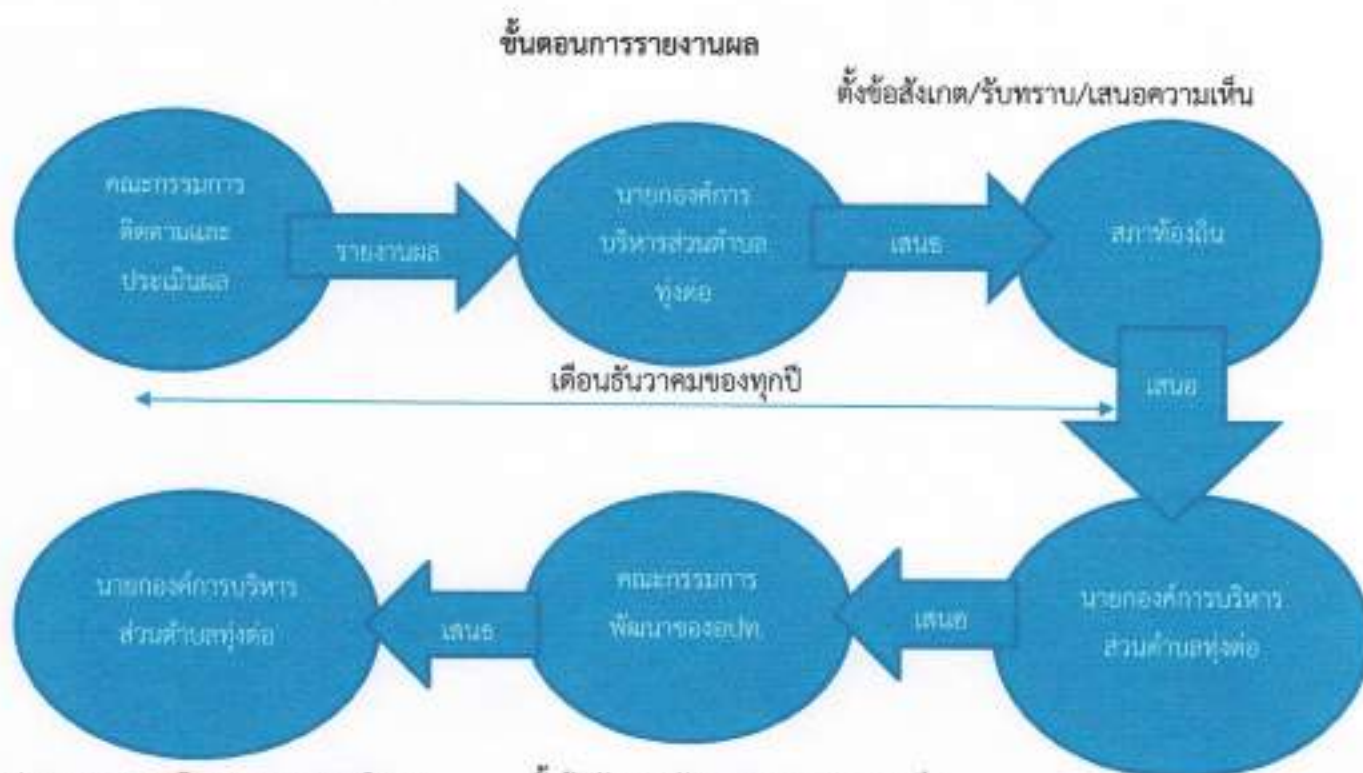 ขั้นตอนการรายงานผล
ตั้งข้อสังเกต/รับทราบ/เสนอความเห็น
คณะกรรมการ
ติดตามและ
ประเมินผล
รายงานผล
นายกองค์การ
บริหารส่วนตำบล
ทุ่งต่อ
เสนอ
สภาท้องถิ่น
เดือนธันวาคมของทุกปี
เสนอ
นายกองค์การบริหาร
ส่วนตำบลทุ่งต่อ
เสนอ
คณะกรรมการ
พัฒนาของอปท.
เสนอ
นายกองค์การบริหาร
ส่วนตำบลทุ่งต่อ